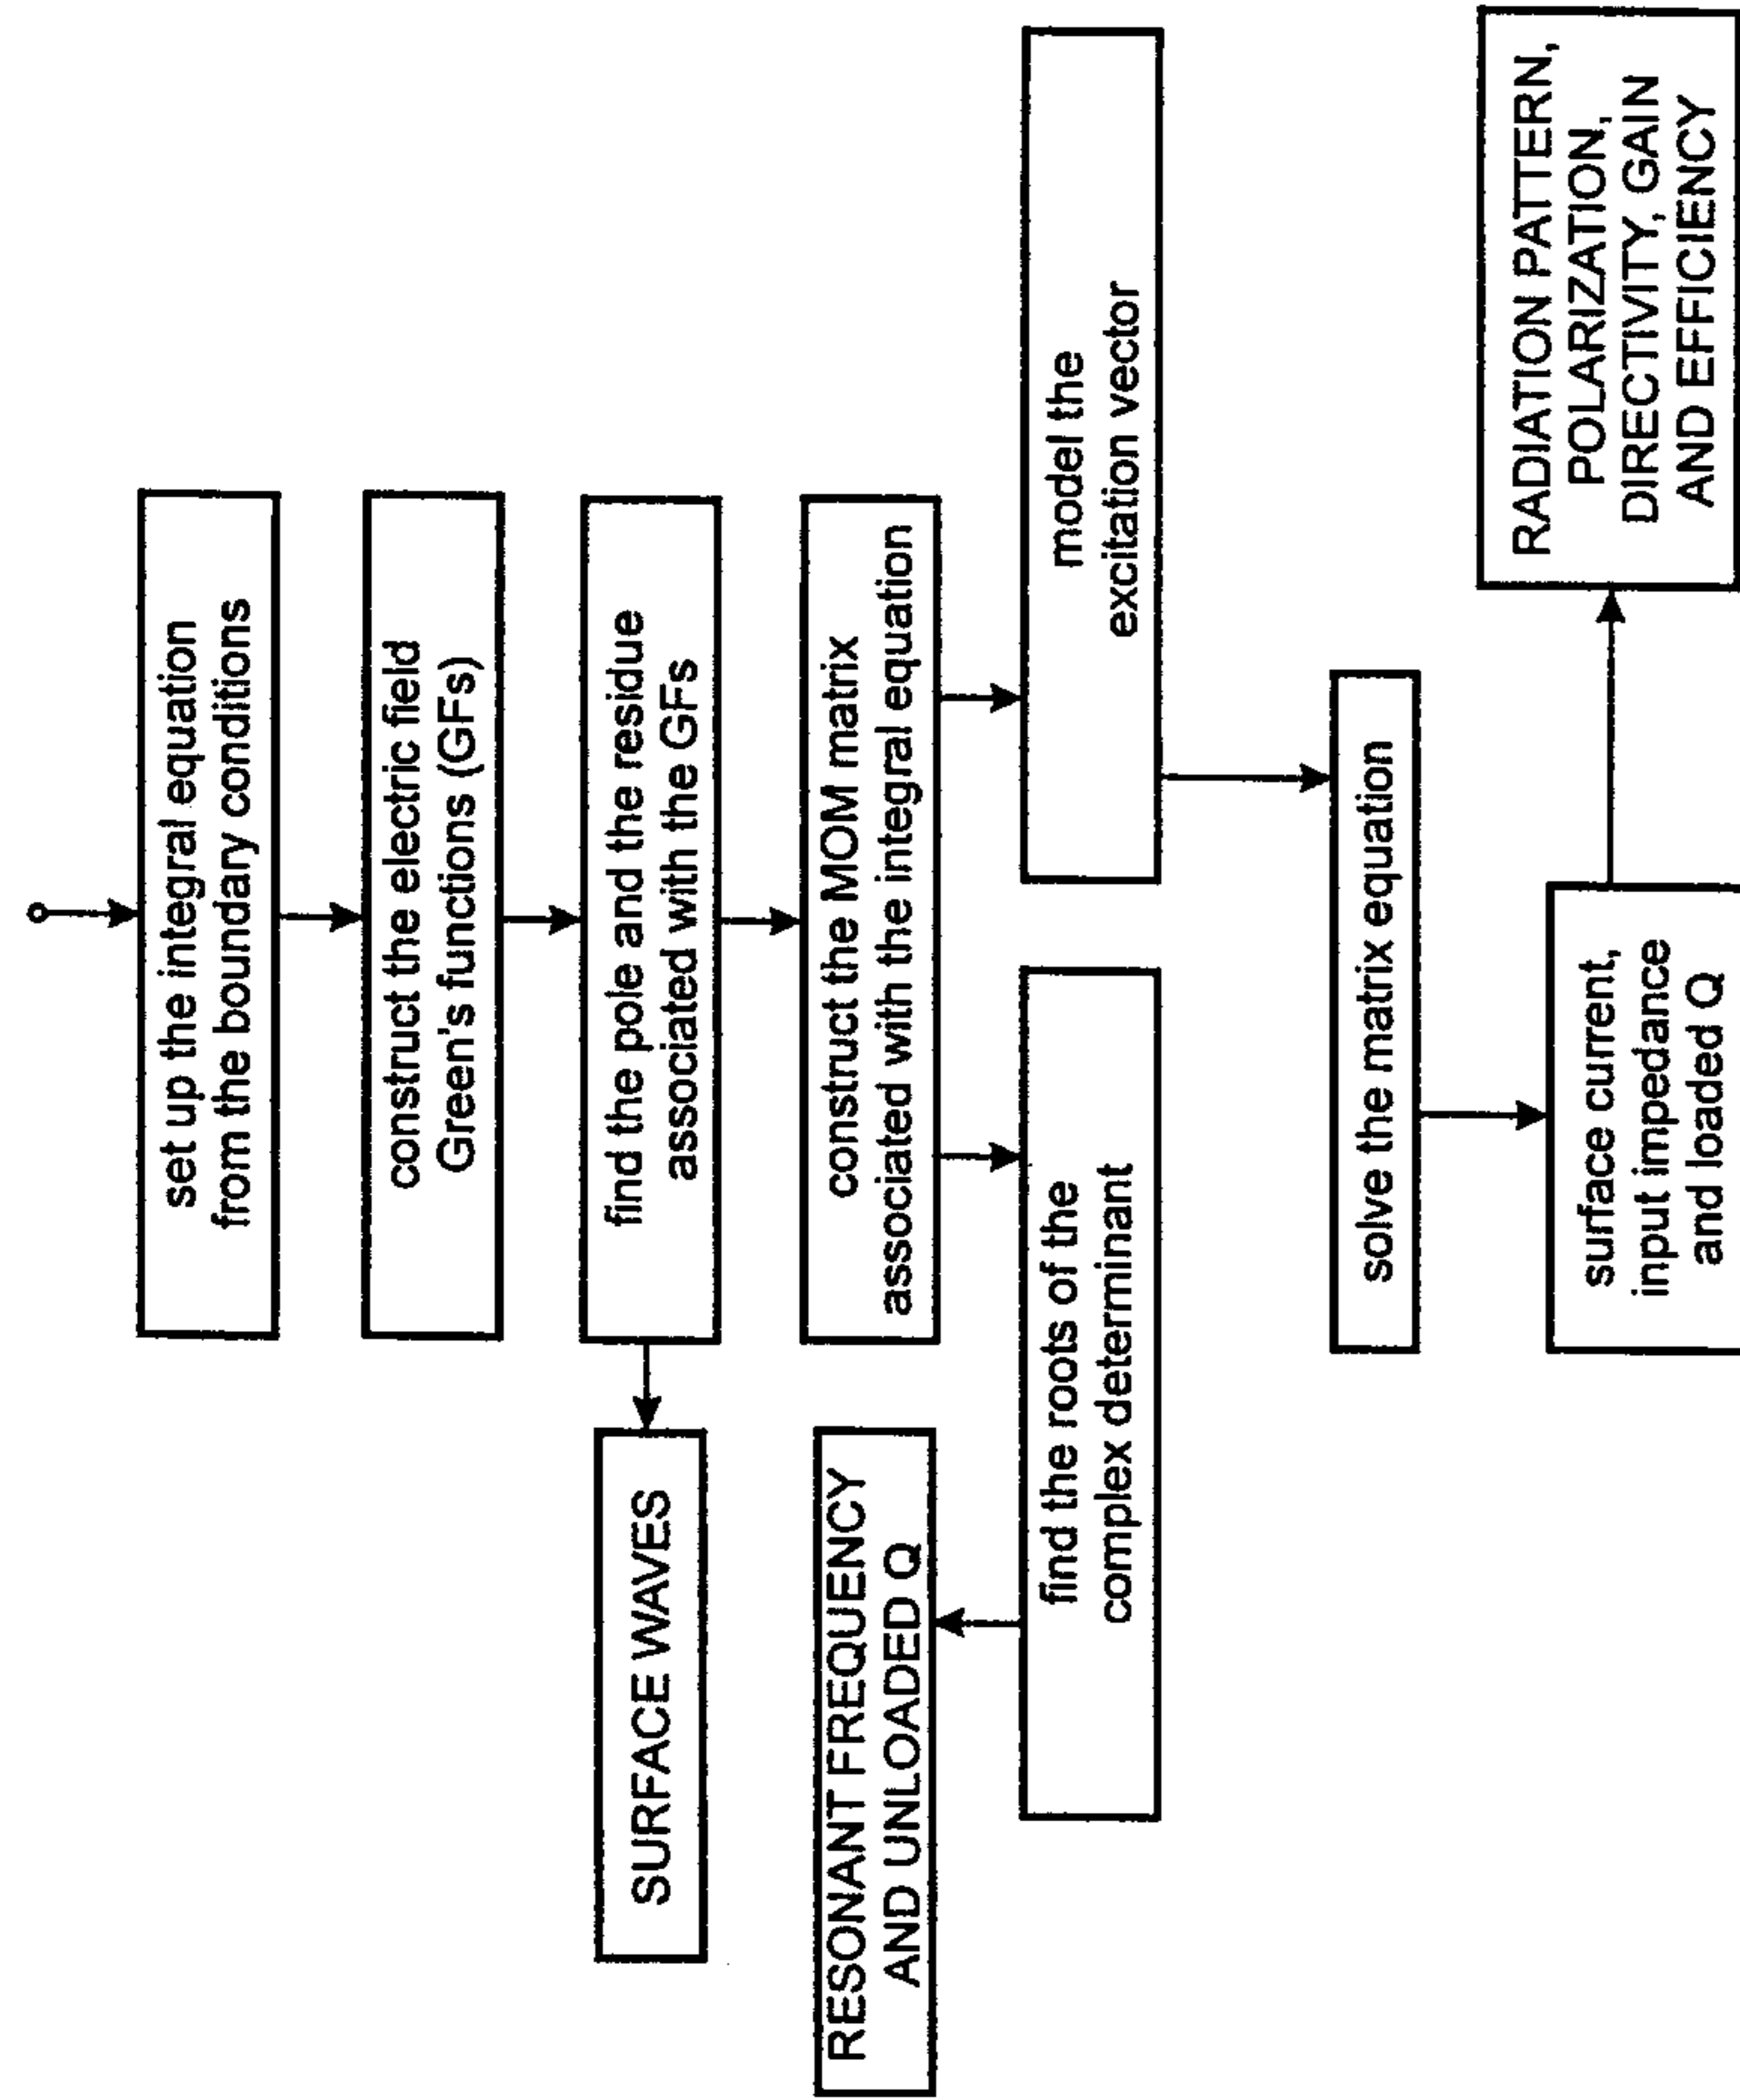 set up the integral equation
from the boundary conditions
construct the electric field
Green's functions (GFs)
find the pole and the residue
associated with the GFs
SURFACE WAVES
construct the MOM matrix
associated with the integral equation
RESONANT FREQUENCY
AND UNLOADED Q
find the roots of the
complex determinant
model the
excitation vector
solve the matrix equation
surface current,
input impedance
and loaded Q
RADIATION PATTERN,
POLARIZATION,
DIRECTIVITY, GAIN
AND EFFICIENCY